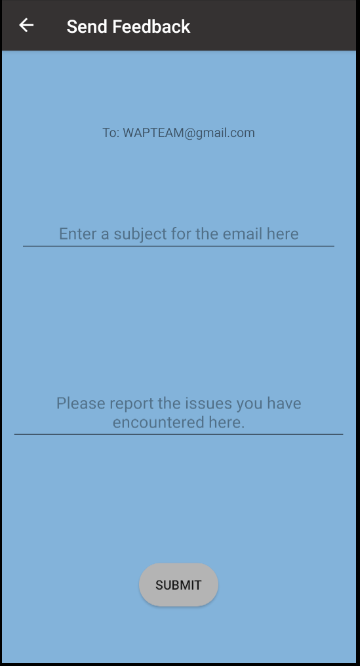 Send Feedback
To: WAPTEAM@gmail.com
Enter a subject for the email here
Please report the issues you have
encountered here.
SUBMIT